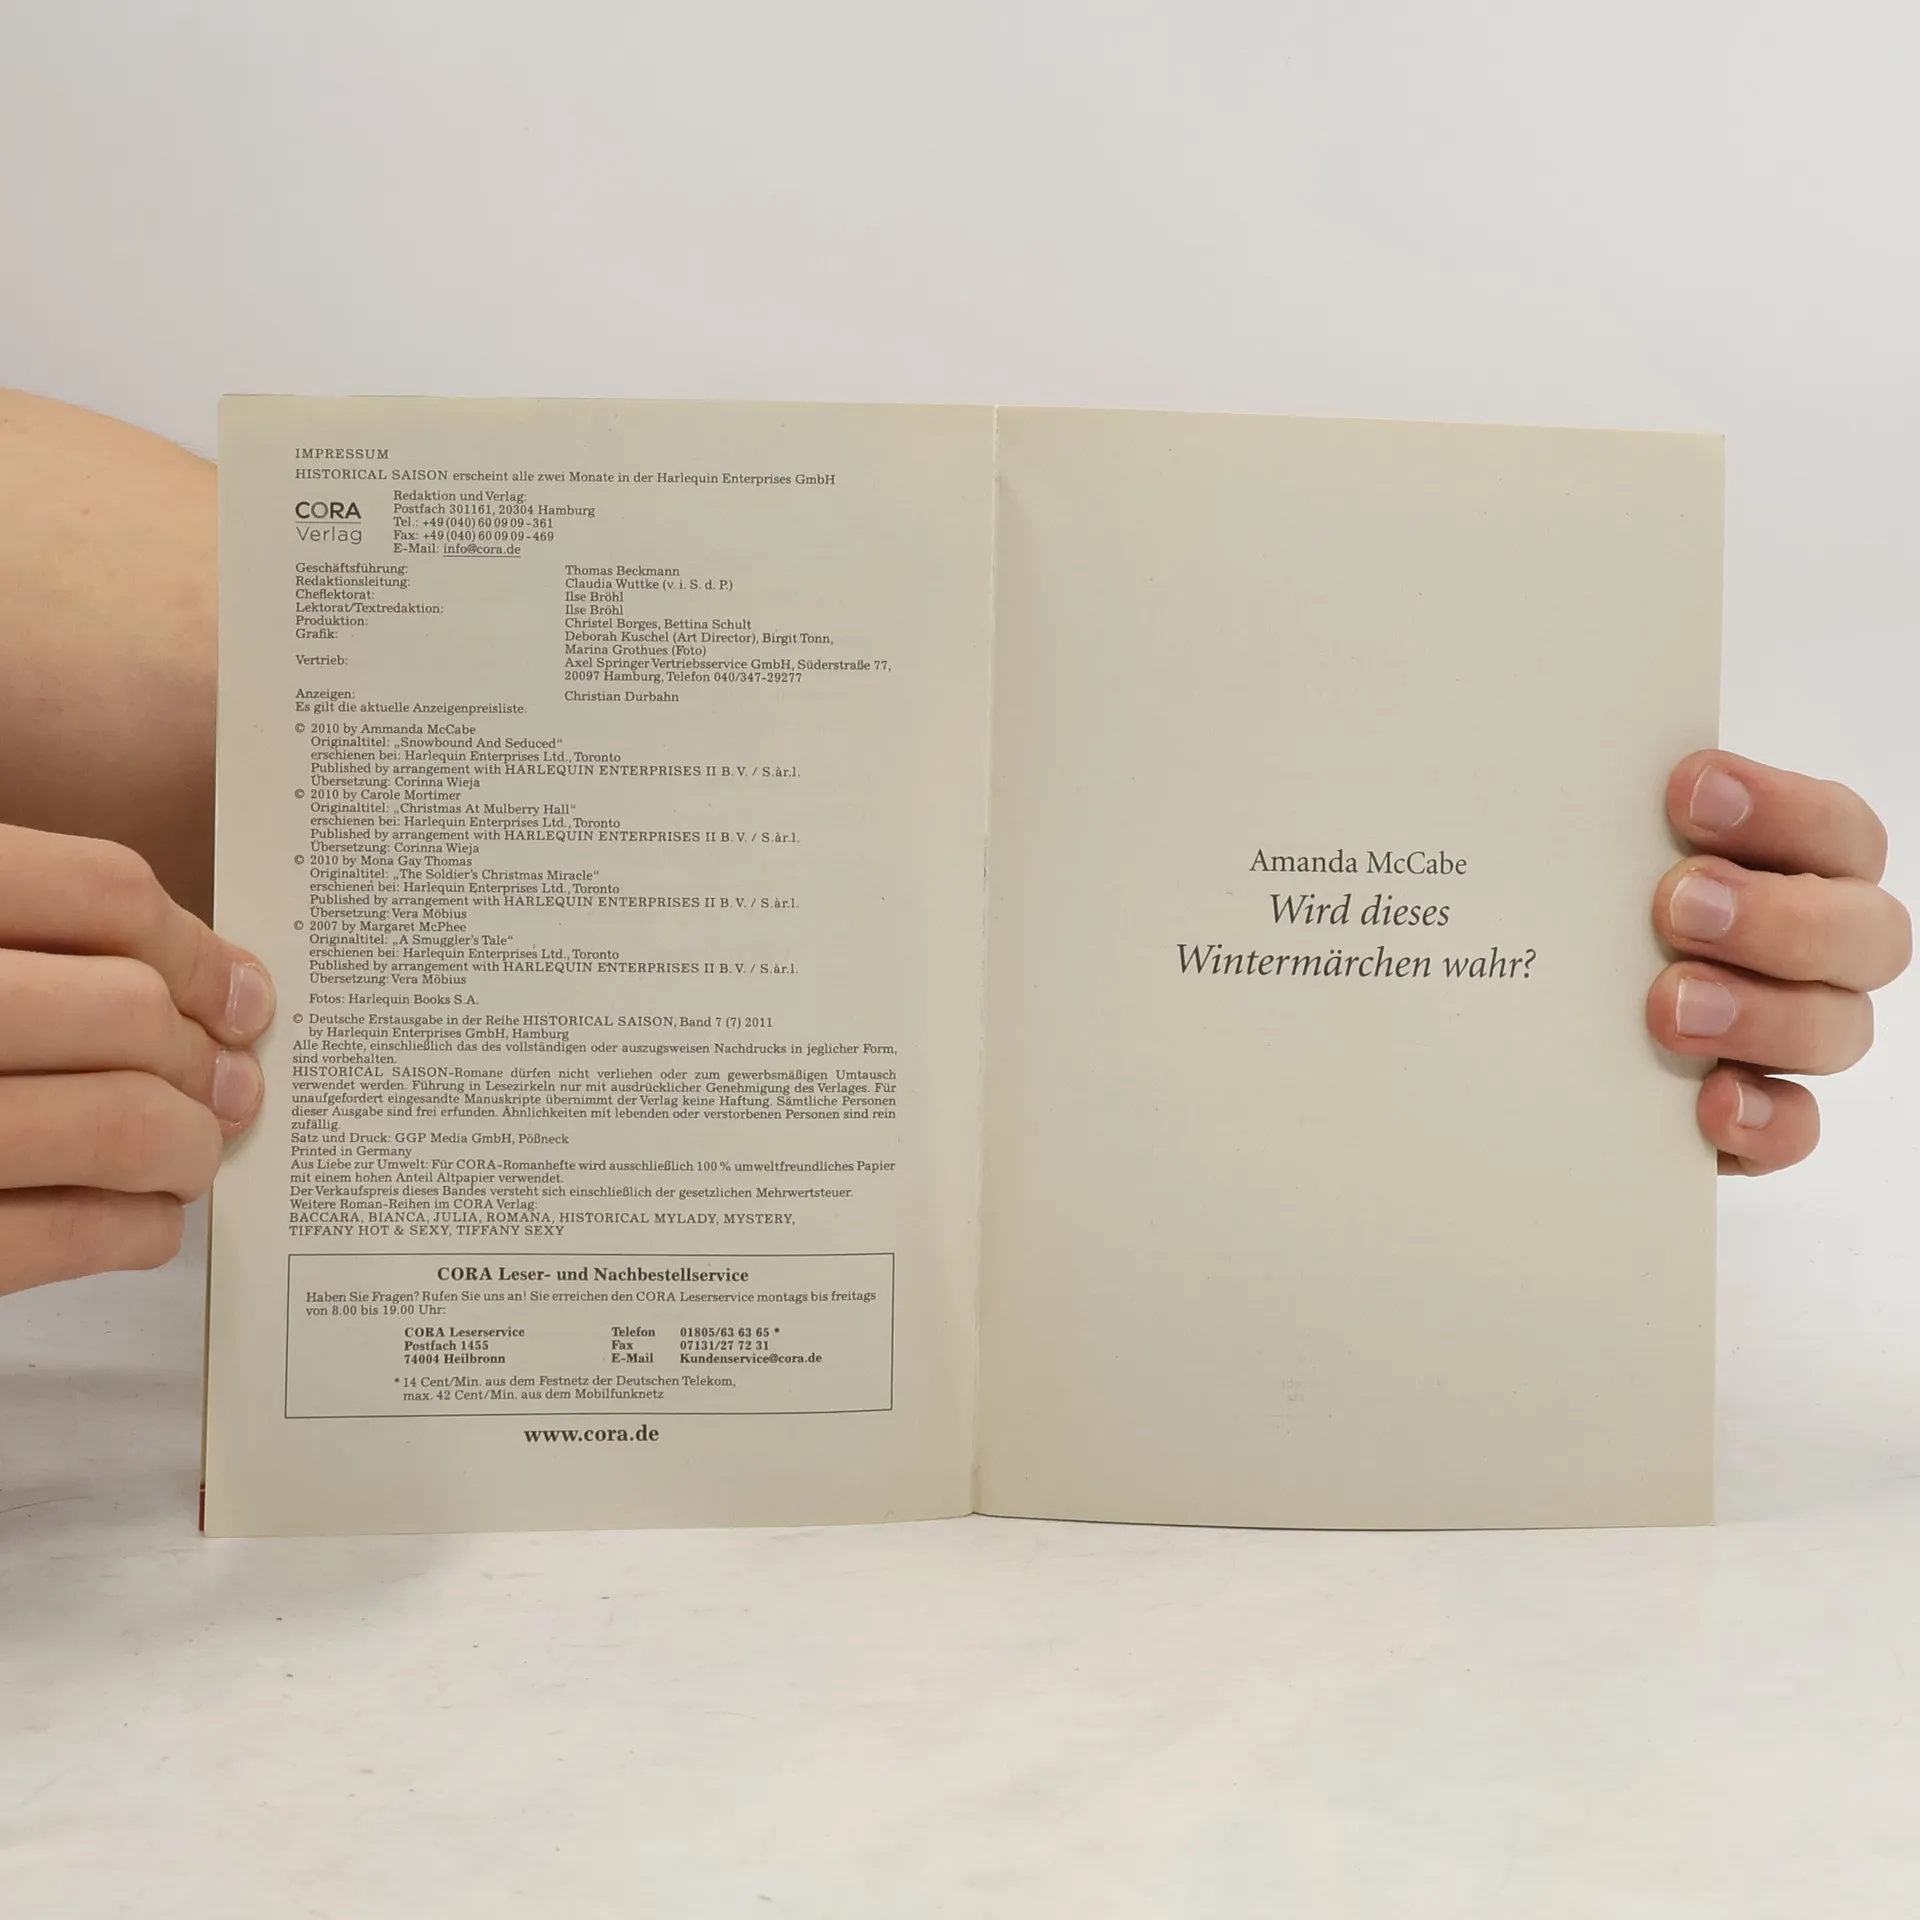 IMPRESSUM
HISTORICAL SAISON erscheint alle zwei Monate in der Harlequin Enterprises GmbH
CORA
Verlag
Redaktion und Verlag:
Postfach 301161, 20304 Hamburg
Tel.: +49 (040) 60 09 09-361
Fax: +49 (040) 60 09 09-469
E-Mail: info@cora.de
Geschäftsführung: Thomas Beckmann
Redaktionsleitung: Claudia Wuttke (v. i. S. d. P.)
Cheflektorat: Ilse Bröhl
Lektorat/Textredaktion: Ilse Bröhl
Produktion: Christel Borges, Bettina Schult
Grafik: Deborah Kuschel (Art Director), Birgit Tonn,
Marina Grothues (Foto)
Vertrieb: Axel Springer Vertriebsservice GmbH, Süderstraße 77,
20097 Hamburg, Telefon 040/347-29277
Anzeigen: Christian Durbahn
Es gilt die aktuelle Anzeigenpreisliste.
© 2010 by Ammanda McCabe
Originaltitel: „Snowbound And Seduced“
erschienen bei: Harlequin Enterprises Ltd., Toronto
Published by arrangement with HARLEQUIN ENTERPRISES II B.V. / S.àr.l.
Übersetzung: Corinna Wieja
© 2010 by Carole Mortimer
Originaltitel: „Christmas At Mulberry Hall“
erschienen bei: Harlequin Enterprises Ltd., Toronto
Published by arrangement with HARLEQUIN ENTERPRISES II B.V. / S.àr.l.
Übersetzung: Corinna Wieja
© 2010 by Mona Gay Thomas
Originaltitel: „The Soldier's Christmas Miracle“
erschienen bei: Harlequin Enterprises Ltd., Toronto
Published by arrangement with HARLEQUIN ENTERPRISES II B.V. / S.àr.l.
Übersetzung: Vera Möbius
© 2007 by Margaret McPhee
Originaltitel: „A Smuggler's Tale“
erschienen bei: Harlequin Enterprises Ltd., Toronto
Published by arrangement with HARLEQUIN ENTERPRISES II B.V. / S.àr.l.
Übersetzung: Vera Möbius
Fotos: Harlequin Books S.A.
© Deutsche Erstausgabe in der Reihe HISTORICAL SAISON, Band 7 (7) 2011
by Harlequin Enterprises GmbH, Hamburg
Alle Rechte, einschließlich das des vollständigen oder auszugsweisen Nachdrucks in jeglicher Form,
sind vorbehalten.
HISTORICAL SAISON-Romane dürfen nicht verliehen oder zum gewerbsmäßigen Umtausch
verwendet werden. Führung in Lesezirkeln nur mit ausdrücklicher Genehmigung des Verlages. Für
unaufgefordert eingesandte Manuskripte übernimmt der Verlag keine Haftung. Sämtliche Personen
dieser Ausgabe sind frei erfunden. Ähnlichkeiten mit lebenden oder verstorbenen Personen sind rein
zufällig.
Satz und Druck: GGP Media GmbH, Pößneck
Printed in Germany
Aus Liebe zur Umwelt: Für CORA-Romanhefte wird ausschließlich 100 % umweltfreundliches Papier
mit einem hohen Anteil Altpapier verwendet.
Der Verkaufspreis dieses Bandes versteht sich einschließlich der gesetzlichen Mehrwertsteuer.
Weitere Roman-Reihen im CORA Verlag:
BACCARA, BIANCA, JULIA, ROMANA, HISTORICAL MYLADY, MYSTERY,
TIFFANY HOT & SEXY, TIFFANY SEXY
CORA Leser- und Nachbestellservice
Haben Sie Fragen? Rufen Sie uns an! Sie erreichen den CORA Leserservice montags bis freitags
von 8.00 bis 19.00 Uhr:
CORA Leserservice Telefon 01805/63 63 65 *
Postfach 1455 Fax 07131/27 72 31
74004 Heilbronn E-Mail Kundenservice@cora.de
* 14 Cent/Min. aus dem Festnetz der Deutschen Telekom,
max. 42 Cent/Min. aus dem Mobilfunknetz
www.cora.de
Amanda McCabe
Wird dieses
Wintermärchen wahr?